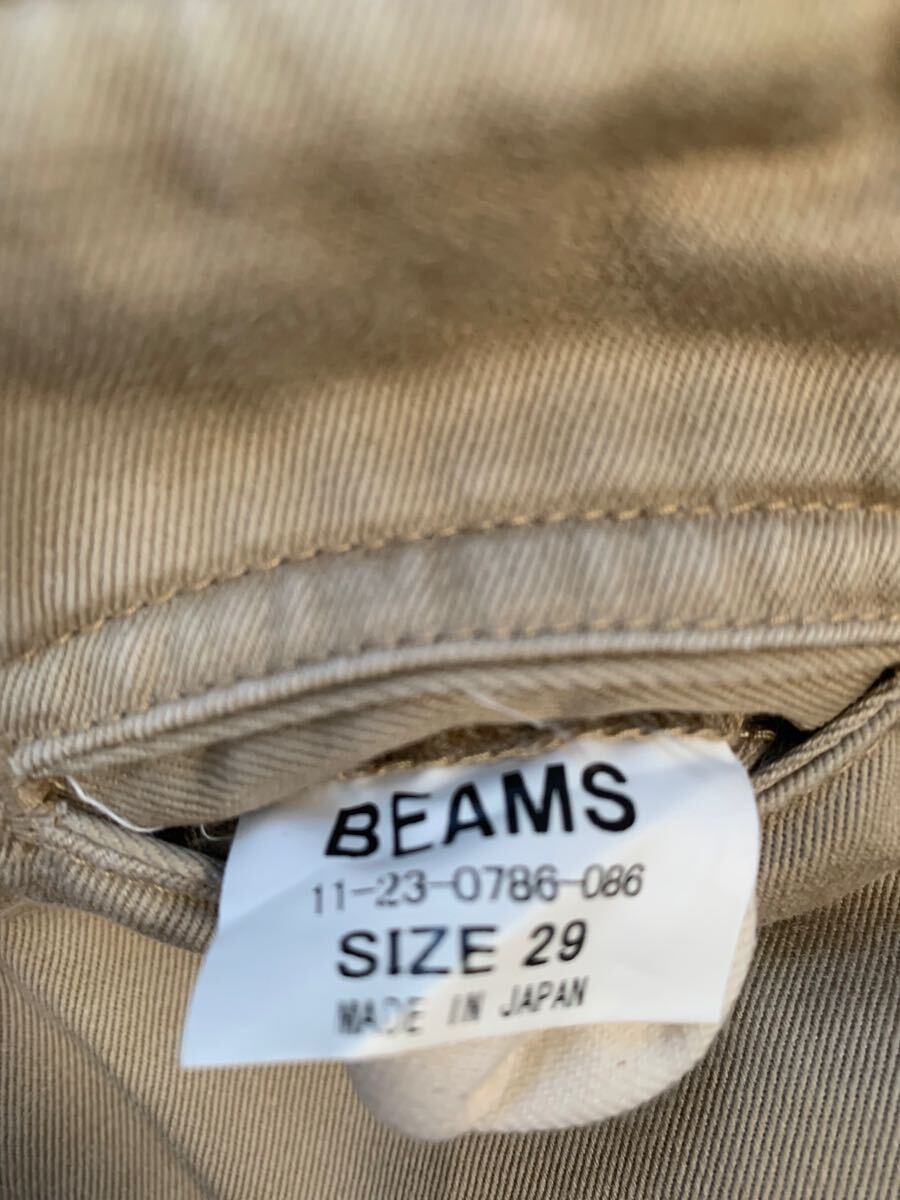 BEAMS
11-23-0786-086
SIZE 29
MADE IN JAPAN